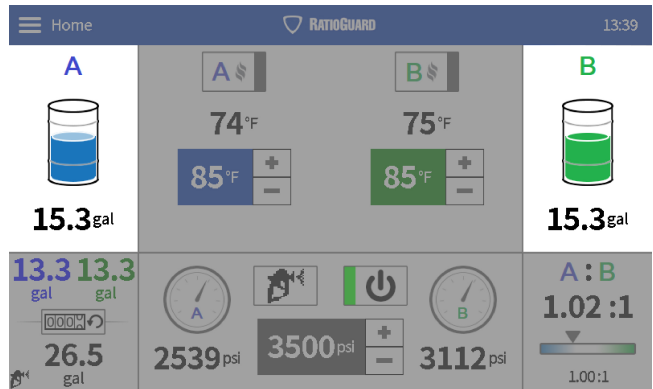 Home
RATIOGUARD
13:39
A
A
B
B
74°F
75°F
85°F
85°F
15.3gal
15.3gal
13.3 13.3
gal gal
A
B
A:B
1.02 :1
2539psi
3500psi
3112psi
26.5
gal
1.00:1